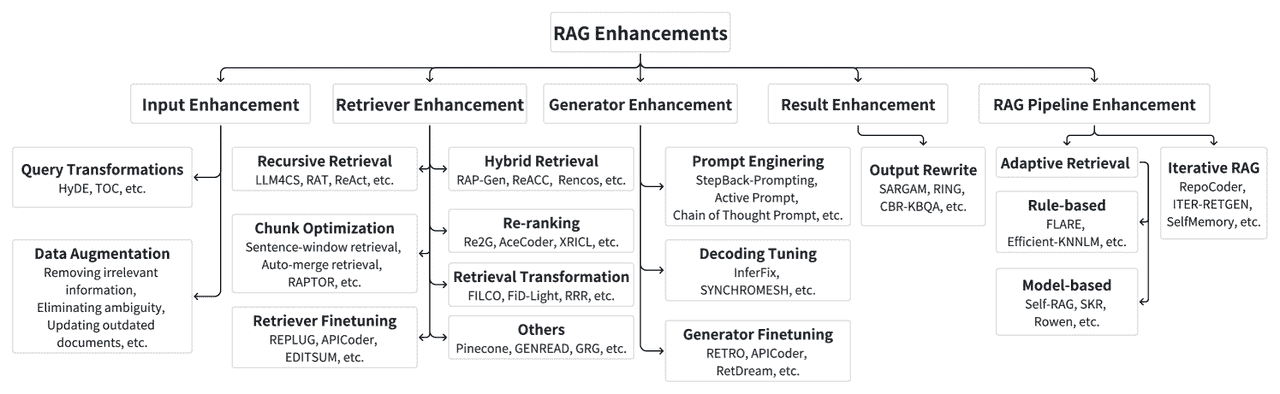 RAG Enhancements
Input Enhancement
Query Transformations
HyDE, TOC, etc.
Data Augmentation
Removing irrelevant
information,
Eliminating ambiguity,
Updating outdated
documents, etc.
Retriever Enhancement
Recursive Retrieval
LLM4CS, RAT, ReAct, etc.
Chunk Optimization
Sentence-window retrieval,
Auto-merge retrieval,
RAPTOR, etc.
Retriever Finetuning
REPLUG, APICoder,
EDITSUM, etc.
Hybrid Retrieval
RAP-Gen, ReACC, Rencos, etc.
Re-ranking
Re2G, AceCoder, XRICL, etc.
Retrieval Transformation
FILCO, FiD-Light, RRR, etc.
Others
Pinecone, GENREAD, GRG, etc.
Generator Enhancement
Prompt Enginering
StepBack-Prompting,
Active Prompt,
Chain of Thought Prompt, etc.
Decoding Tuning
InferFix,
SYNCHROMESH, etc.
Generator Finetuning
RETRO, APICoder,
RetDream, etc.
Result Enhancement
Output Rewrite
SARGAM, RING,
CBR-KBQA, etc.
RAG Pipeline Enhancement
Adaptive Retrieval
Rule-based
FLARE,
Efficient-KNNLM, etc.
Model-based
Self-RAG, SKR,
Rowen, etc.
Iterative RAG
RepoCoder,
ITER-RETGEN,
SelfMemory, etc.